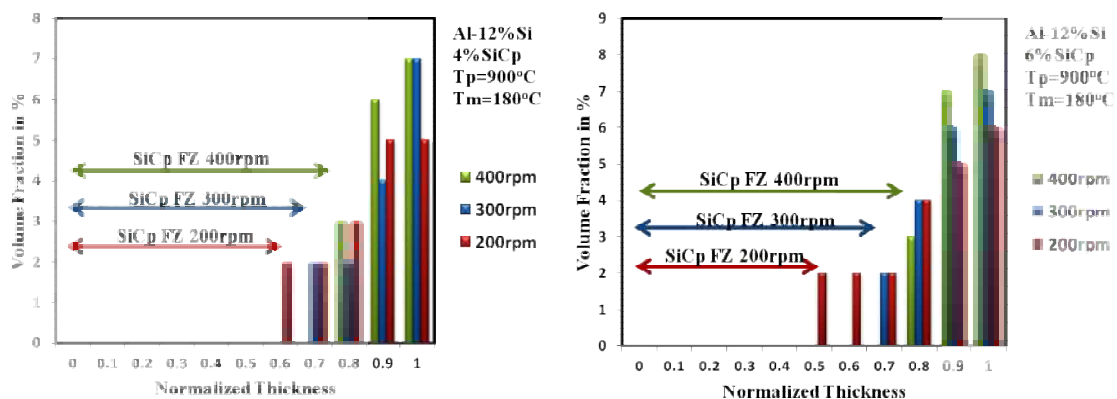 8
7
6
5
4
3
2
1
0
Volume Fraction in %
Al-12%Si
4%SiCp
Tp=900°C
Tm=180°C
SiCp FZ 400rpm
SiCp FZ 300rpm
SiCp FZ 200rpm
400rpm
300rpm
200rpm
0 0.1 0.2 0.3 0.4 0.5 0.6 0.7 0.8 0.9 1
Normalized Thickness
9
8
7
6
5
4
3
2
1
0
Volume Fraction in %
Al-12%Si
6%SiCp
Tp=900°C
Tm=180°C
SiCp FZ 400rpm
SiCp FZ 300rpm
SiCp FZ 200rpm
400rpm
300rpm
200rpm
0 0.1 0.2 0.3 0.4 0.5 0.6 0.7 0.8 0.9 1
Normalized Thickness